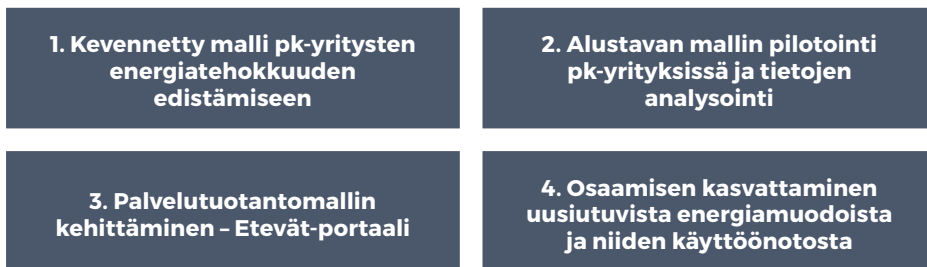 1. Kevennetty malli pk-yritysten
energiatehokkuuden
edistämiseen
2. Alustavan mallin pilotointi
pk-yrityksissä ja tietojen
analysointi
3. Palvelutuotantomallin
kehittäminen – Etevät-portaali
4. Osaamisen kasvattaminen
uusiutuvista energiamuodoista
ja niiden käyttöönotosta